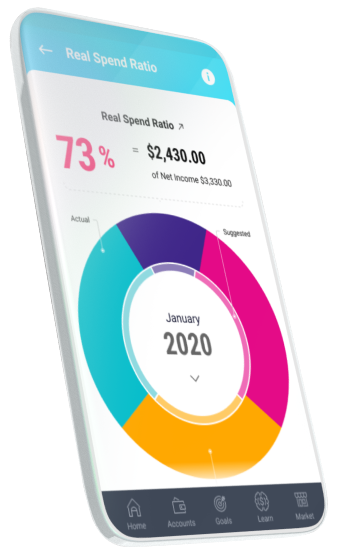 Real Spend Ratio
i
Real Spend Ratio
73% = $2,430.00
of Net Income $3,330.00
Actual
Suggested
January
2020
Home Accounts Goals Learn Market